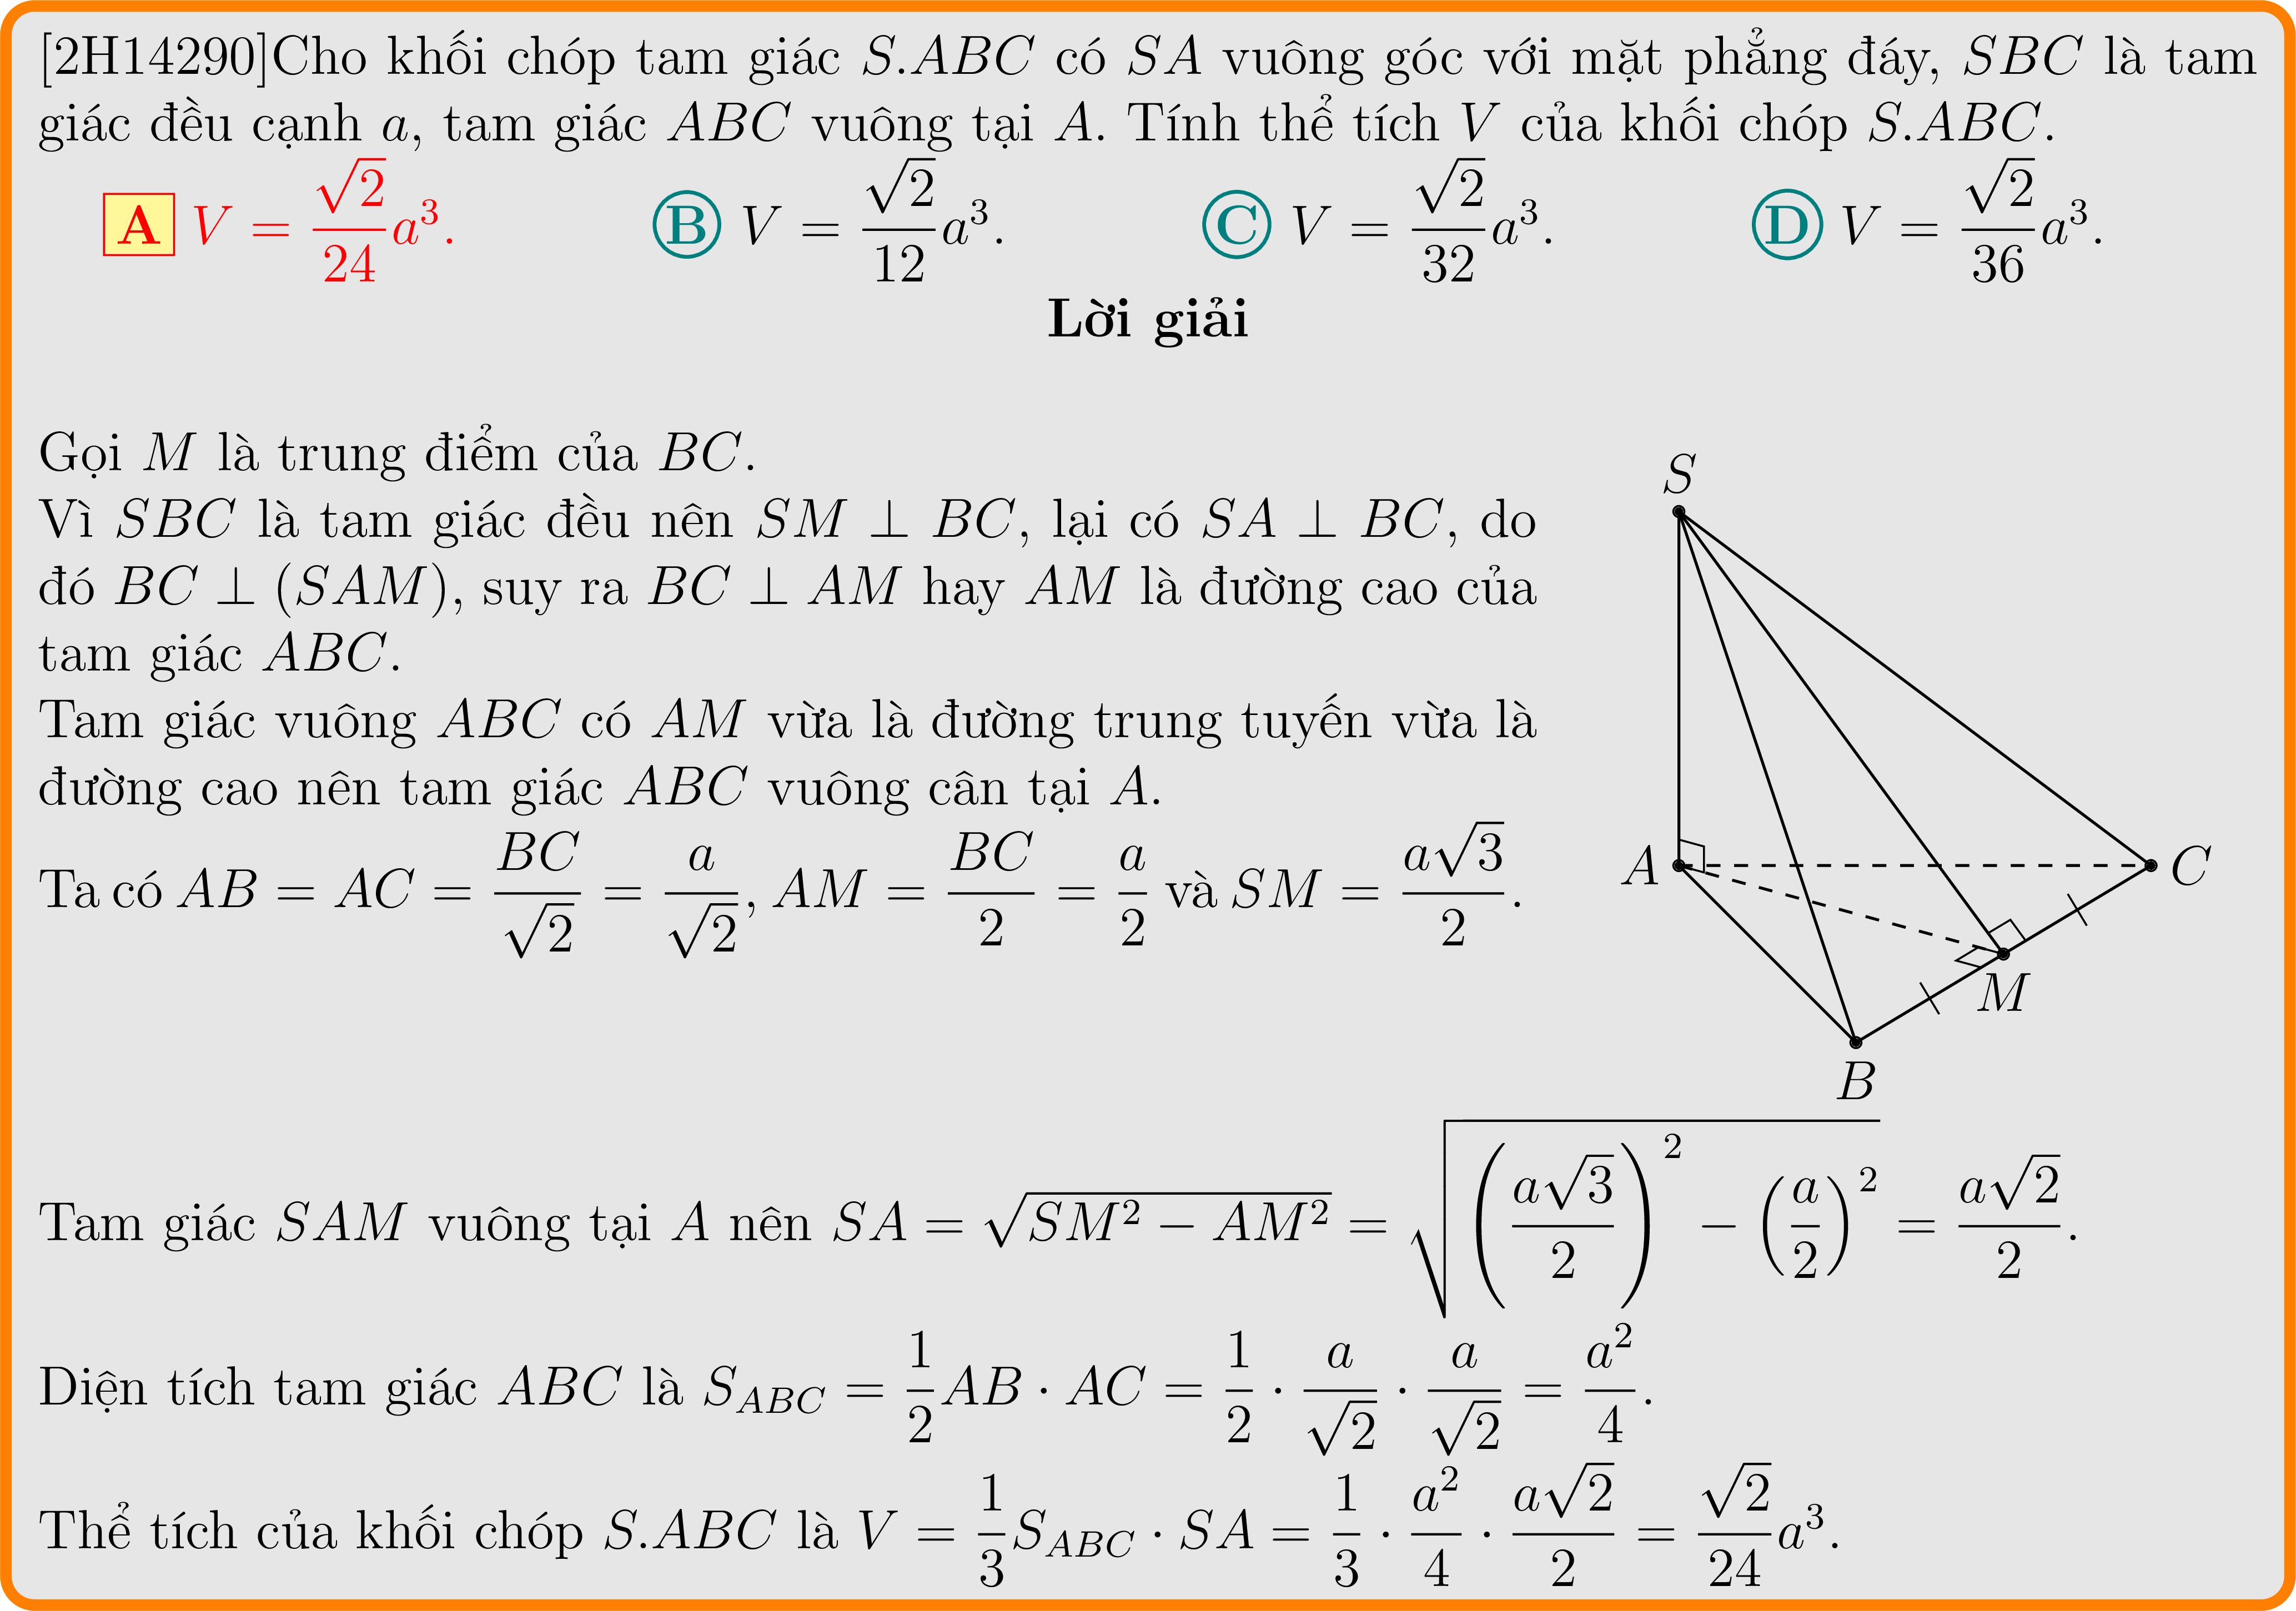 [2H14290]Cho khối chóp tam giác S.ABC có SA vuông góc với mặt phẳng đáy, SBC là tam
giác đều cạnh a, tam giác ABC vuông tại A. Tính thể tích V của khối chóp S.ABC.
A V = \frac{\sqrt{2}}{24}a^3. B V = \frac{\sqrt{2}}{12}a^3. C V = \frac{\sqrt{2}}{32}a^3. D V = \frac{\sqrt{2}}{36}a^3.
Lời giải
Gọi M là trung điểm của BC.
Vì SBC là tam giác đều nên SM ⊥ BC, lại có SA ⊥ BC, do
đó BC ⊥ (SAM), suy ra BC ⊥ AM hay AM là đường cao của
tam giác ABC.
Tam giác vuông ABC có AM vừa là đường trung tuyến vừa là
đường cao nên tam giác ABC vuông cân tại A.
Ta có AB = AC = \frac{BC}{\sqrt{2}} = \frac{a}{\sqrt{2}}, AM = \frac{BC}{2} = \frac{a}{2} và SM = \frac{a\sqrt{3}}{2}.
S
A
C
M
B
Tam giác SAM vuông tại A nên SA = \sqrt{SM^2 − AM^2} = \sqrt{\left(\frac{a\sqrt{3}}{2}\right)^2 − \left(\frac{a}{2}\right)^2} = \frac{a\sqrt{2}}{2}.
Diện tích tam giác ABC là S_{ABC} = \frac{1}{2}AB · AC = \frac{1}{2} · \frac{a}{\sqrt{2}} · \frac{a}{\sqrt{2}} = \frac{a^2}{4}.
Thể tích của khối chóp S.ABC là V = \frac{1}{3}S_{ABC} · SA = \frac{1}{3} · \frac{a^2}{4} · \frac{a\sqrt{2}}{2} = \frac{\sqrt{2}}{24}a^3.